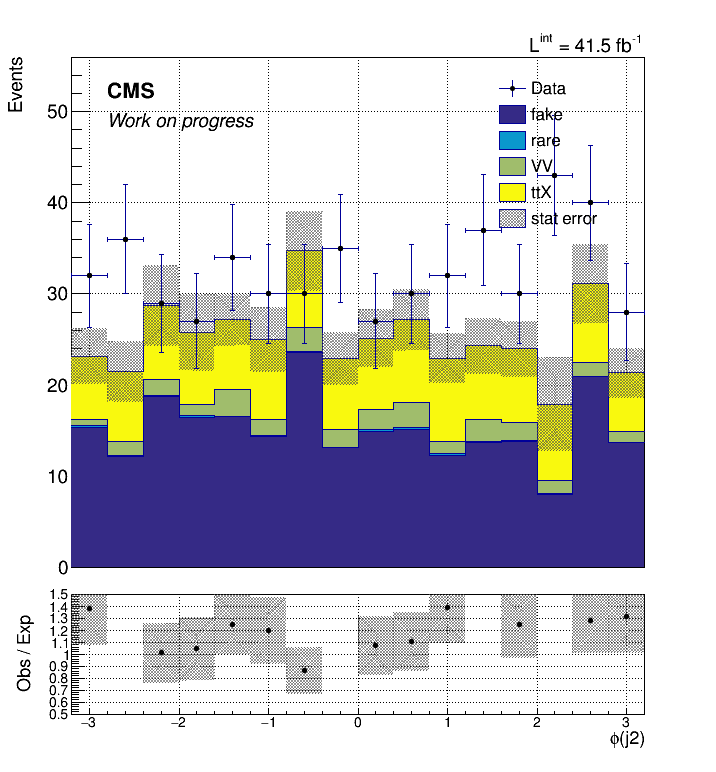 L^int = 41.5 fb^-1
Events
CMS
Work on progress
Data
fake
rare
VV
ttX
stat error
50
40
30
20
10
0
Obs / Exp
1.5
1.4
1.3
1.2
1.1
1
0.9
0.8
0.7
0.6
0.5
−3 −2 −1 0 1 2 3
ϕ(j2)